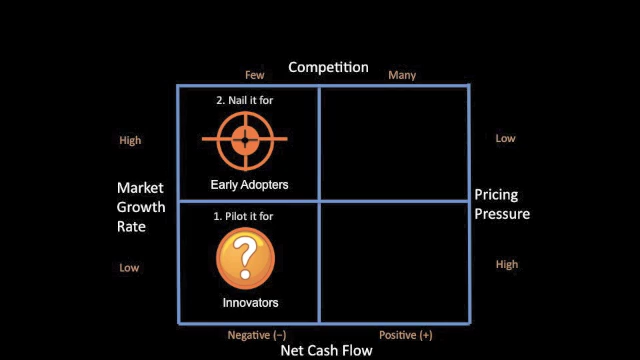 Competition
Few
Many
2. Nail it for
High
Low
Early Adopters
Market
Growth
Rate
Pricing
Pressure
1. Pilot it for
?
Low
High
Innovators
Negative (−)
Positive (+)
Net Cash Flow